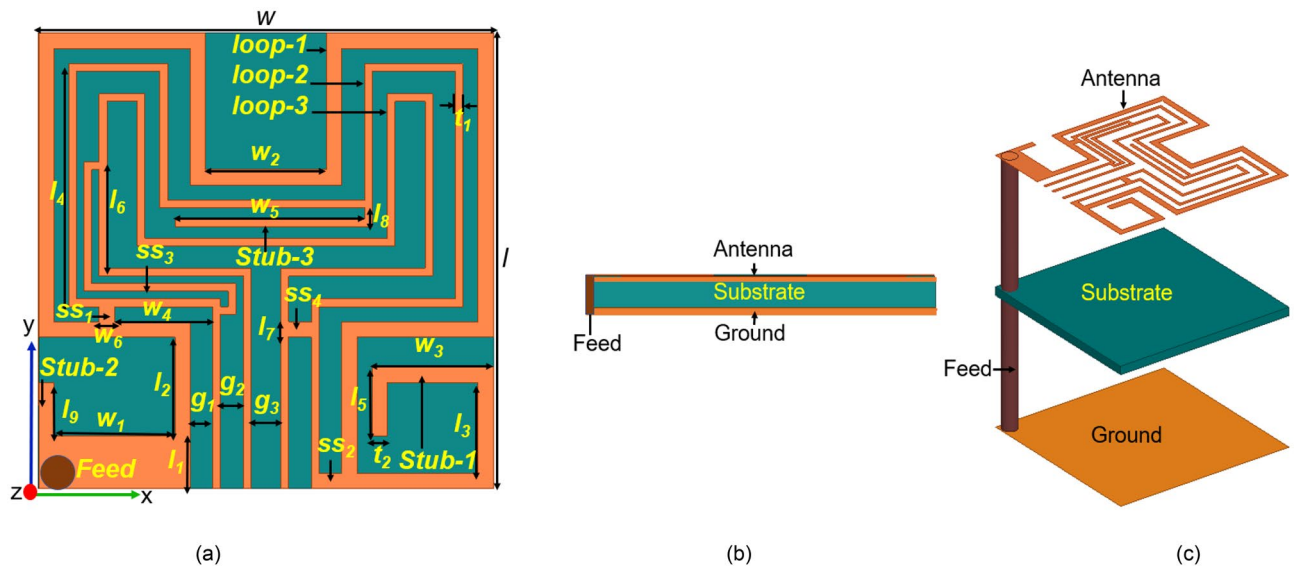 w
loop-1
loop-2
loop-3
t1
w2
l4
l6
w5
l8
l
Stub-3
ss3
ss4
ss1
w4
l7
w6
y
w3
Stub-2
l2
g1
g2
g3
l5
l3
l9
w1
l1
ss2
t2
Stub-1
Feed
z
x
(a)
Antenna
Substrate
Feed
Ground
(b)
Antenna
Substrate
Feed
Ground
(c)